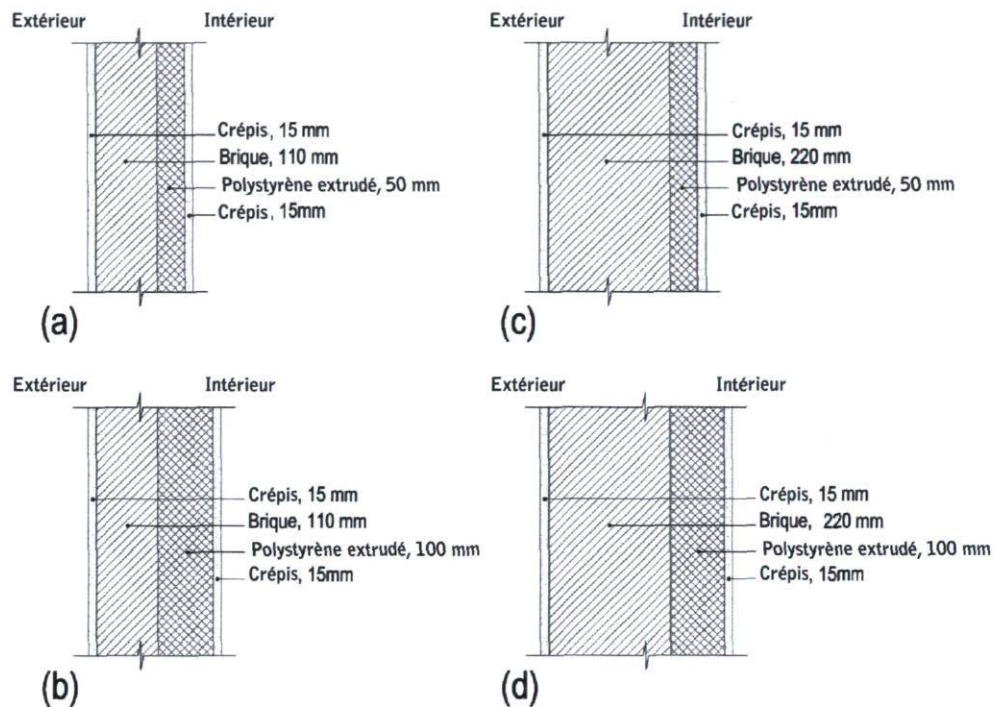 Extérieur Intérieur
Crépis, 15 mm
Brique, 110 mm
Polystyrène extrudé, 50 mm
Crépis, 15mm
(a)
Extérieur Intérieur
Crépis, 15 mm
Brique, 220 mm
Polystyrène extrudé, 50 mm
Crépis, 15mm
(c)
Extérieur Intérieur
Crépis, 15 mm
Brique, 110 mm
Polystyrène extrudé, 100 mm
Crépis, 15mm
(b)
Extérieur Intérieur
Crépis, 15 mm
Brique, 220 mm
Polystyrène extrudé, 100 mm
Crépis, 15mm
(d)